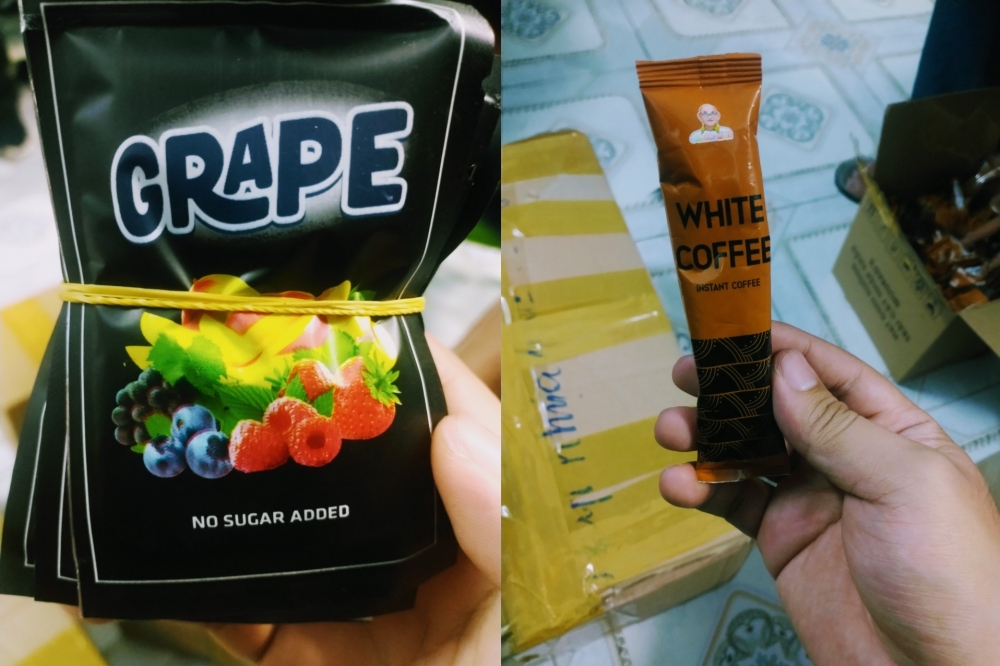 GRAPE
NO SUGAR ADDED
WHITE
COFFEE
INSTANT COFFEE